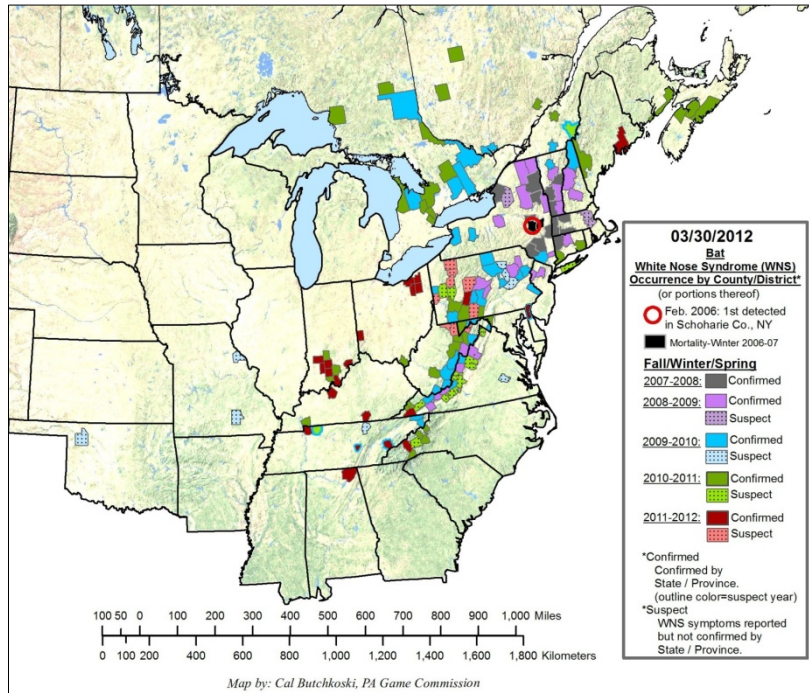 03/30/2012
Bat
White Nose Syndrome (WNS)
Occurrence by County/District*
(or portions thereof)
Feb. 2006: 1st detected
in Schoharie Co., NY
Mortality-Winter 2006-07
Fall/Winter/Spring
2007-2008: Confirmed
2008-2009: Confirmed
Suspect
2009-2010: Confirmed
Suspect
2010-2011: Confirmed
Suspect
2011-2012: Confirmed
Suspect
*Confirmed
Confirmed by
State / Province.
(outline color=suspect year)
*Suspect
WNS symptoms reported
but not confirmed by
State / Province.
100 50 0 100 200 300 400 500 600 700 800 900 1,000 Miles
0 100 200 400 600 800 1,000 1,200 1,400 1,600 1,800 Kilometers
Map by: Cal Butchkoski, PA Game Commission